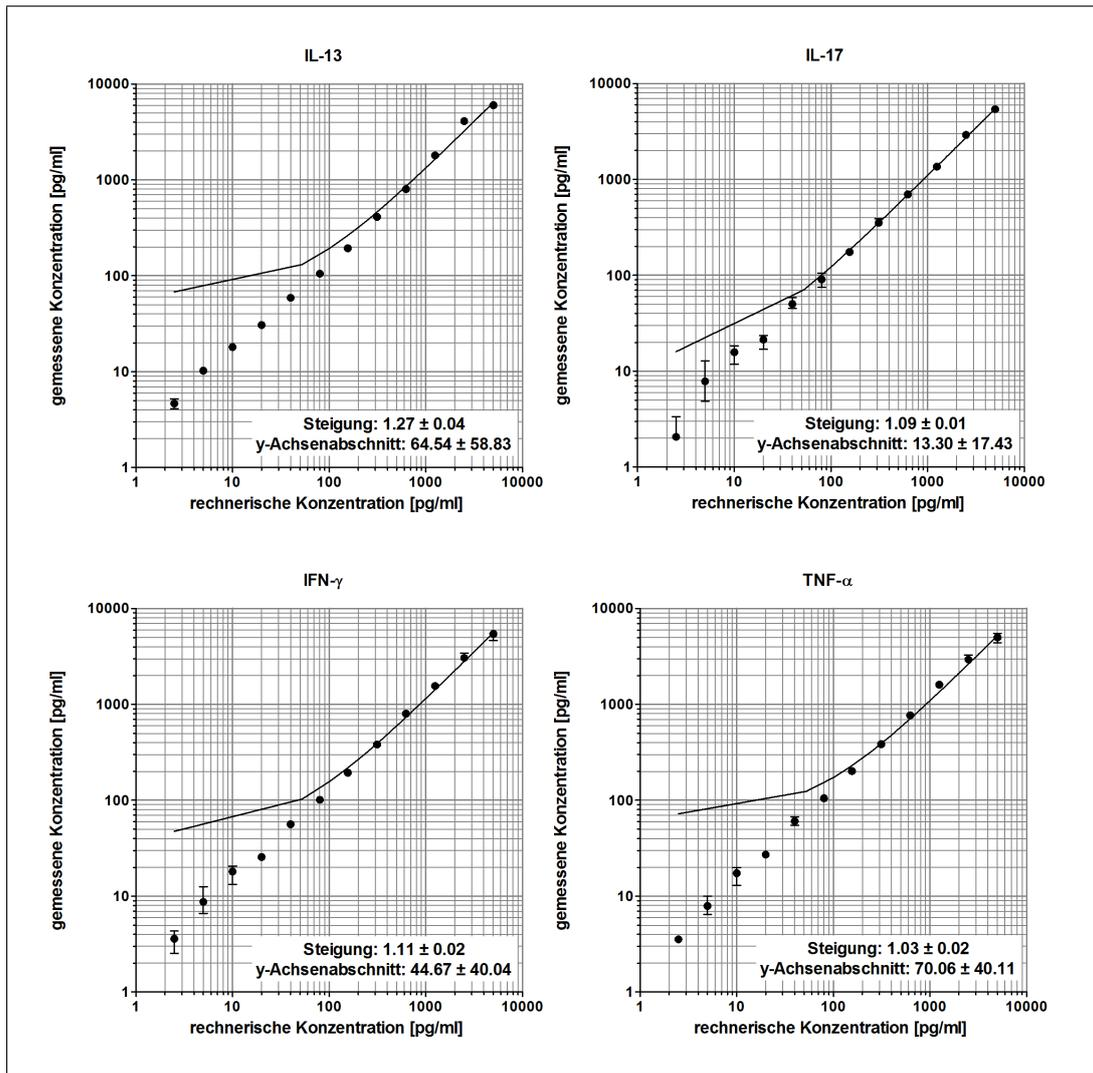 IL-13
10000
1000
100
10
1
gemessene Konzentration [pg/ml]
Steigung: 1.27 ± 0.04
y-Achsenabschnitt: 64.54 ± 58.83
1 10 100 1000 10000
rechnerische Konzentration [pg/ml]
IL-17
10000
1000
100
10
1
gemessene Konzentration [pg/ml]
Steigung: 1.09 ± 0.01
y-Achsenabschnitt: 13.30 ± 17.43
1 10 100 1000 10000
rechnerische Konzentration [pg/ml]
IFN-γ
10000
1000
100
10
1
gemessene Konzentration [pg/ml]
Steigung: 1.11 ± 0.02
y-Achsenabschnitt: 44.67 ± 40.04
1 10 100 1000 10000
rechnerische Konzentration [pg/ml]
TNF-α
10000
1000
100
10
1
gemessene Konzentration [pg/ml]
Steigung: 1.03 ± 0.02
y-Achsenabschnitt: 70.06 ± 40.11
1 10 100 1000 10000
rechnerische Konzentration [pg/ml]